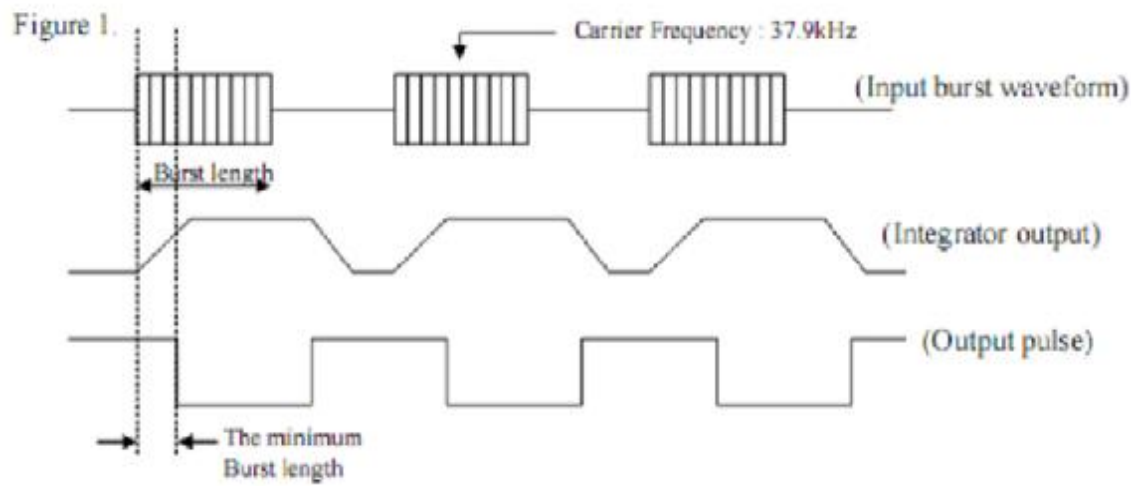 Figure 1.
Carrier Frequency : 37.9kHz
(Input burst waveform)
Burst length
(Integrator output)
(Output pulse)
The minimum
Burst length